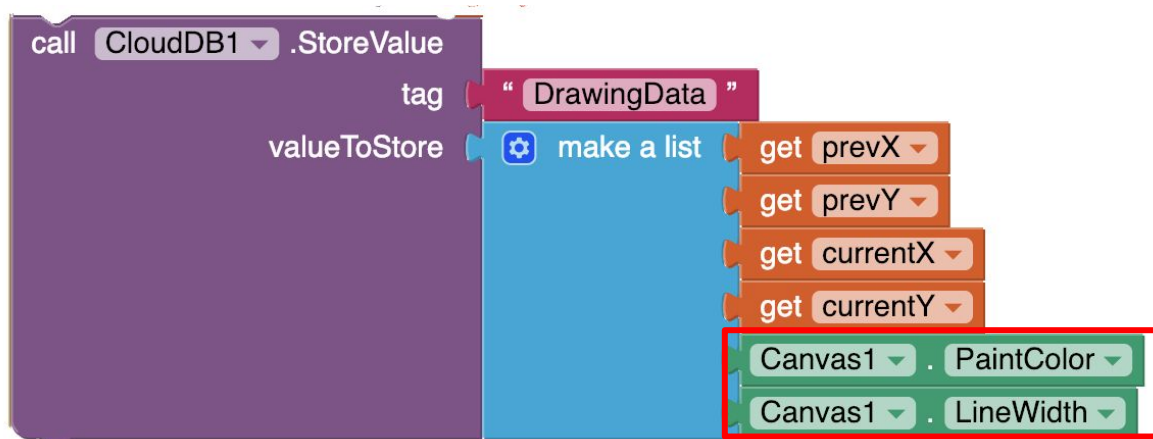 call CloudDB1 .StoreValue
tag " DrawingData "
valueToStore make a list get prevX
get prevY
get currentX
get currentY
Canvas1 . PaintColor
Canvas1 . LineWidth